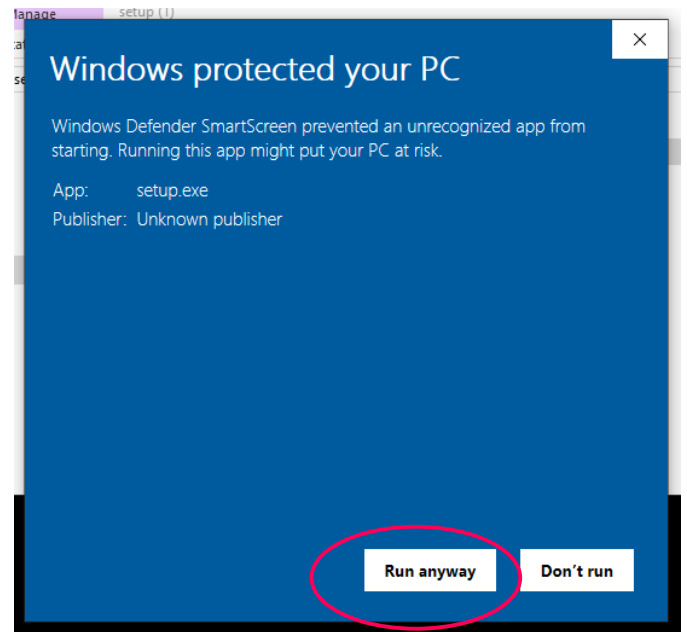 Manage
setup (1)
Windows protected your PC
Windows Defender SmartScreen prevented an unrecognized app from
starting. Running this app might put your PC at risk.
App: setup.exe
Publisher: Unknown publisher
Run anyway
Don't run